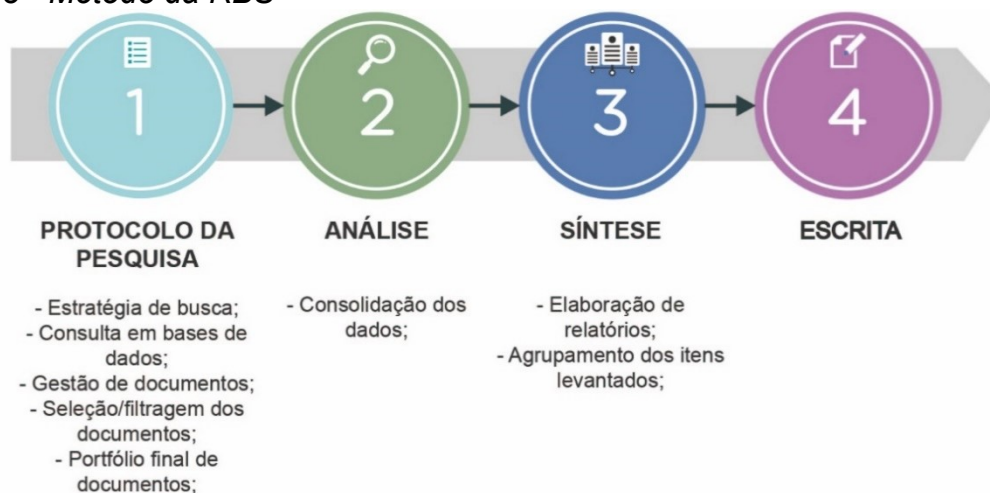 Método da RBS
1
2
3
4
PROTOCOLO DA
PESQUISA
ANÁLISE
SÍNTESE
ESCRITA
- Estratégia de busca;
- Consulta em bases de
dados;
- Gestão de documentos;
- Seleção/filtragem dos
documentos;
- Portfólio final de
documentos;
- Consolidação dos
dados;
- Elaboração de
relatórios;
- Agrupamento dos itens
levantados;